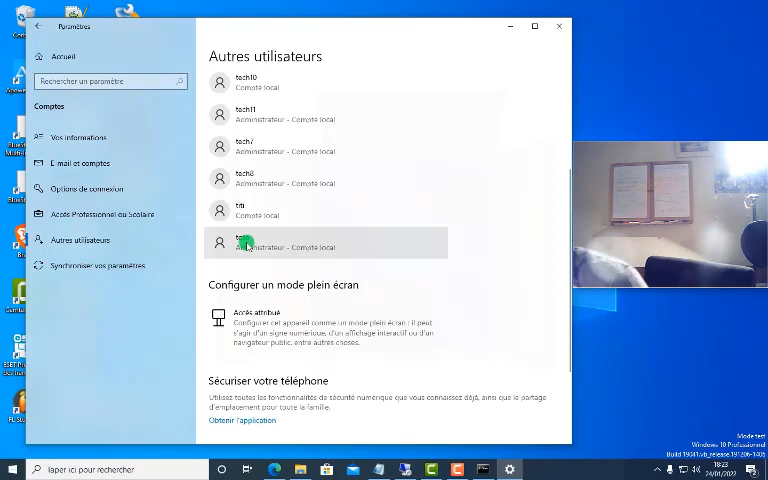 Paramètres
Accueil
Rechercher un paramètre
Comptes
Vos informations
E-mail et comptes
Options de connexion
Accès Professionnel ou Scolaire
Autres utilisateurs
Synchroniser vos paramètres
Autres utilisateurs
tech10
Compte local
tech11
Administrateur - Compte local
tech7
Administrateur - Compte local
tech8
Administrateur - Compte local
titi
Compte local
Administrateur - Compte local
Configurer un mode plein écran
Accès attribué
Configurer cet appareil comme un mode plein écran : il peut
s'agir d'un signe numérique, d'un affichage interactif ou d'un
navigateur public, entre autres choses.
Sécuriser votre téléphone
Utilisez toutes les fonctionnalités de sécurité numérique que vous connaissez déjà, ainsi que le partage
d'emplacement pour toute la famille.
Obtenir l'application
Mode test
Windows 10 Professionnel
Build 19041.vb_release.191206-1406
Taper ici pour rechercher
18:23
24/01/2022